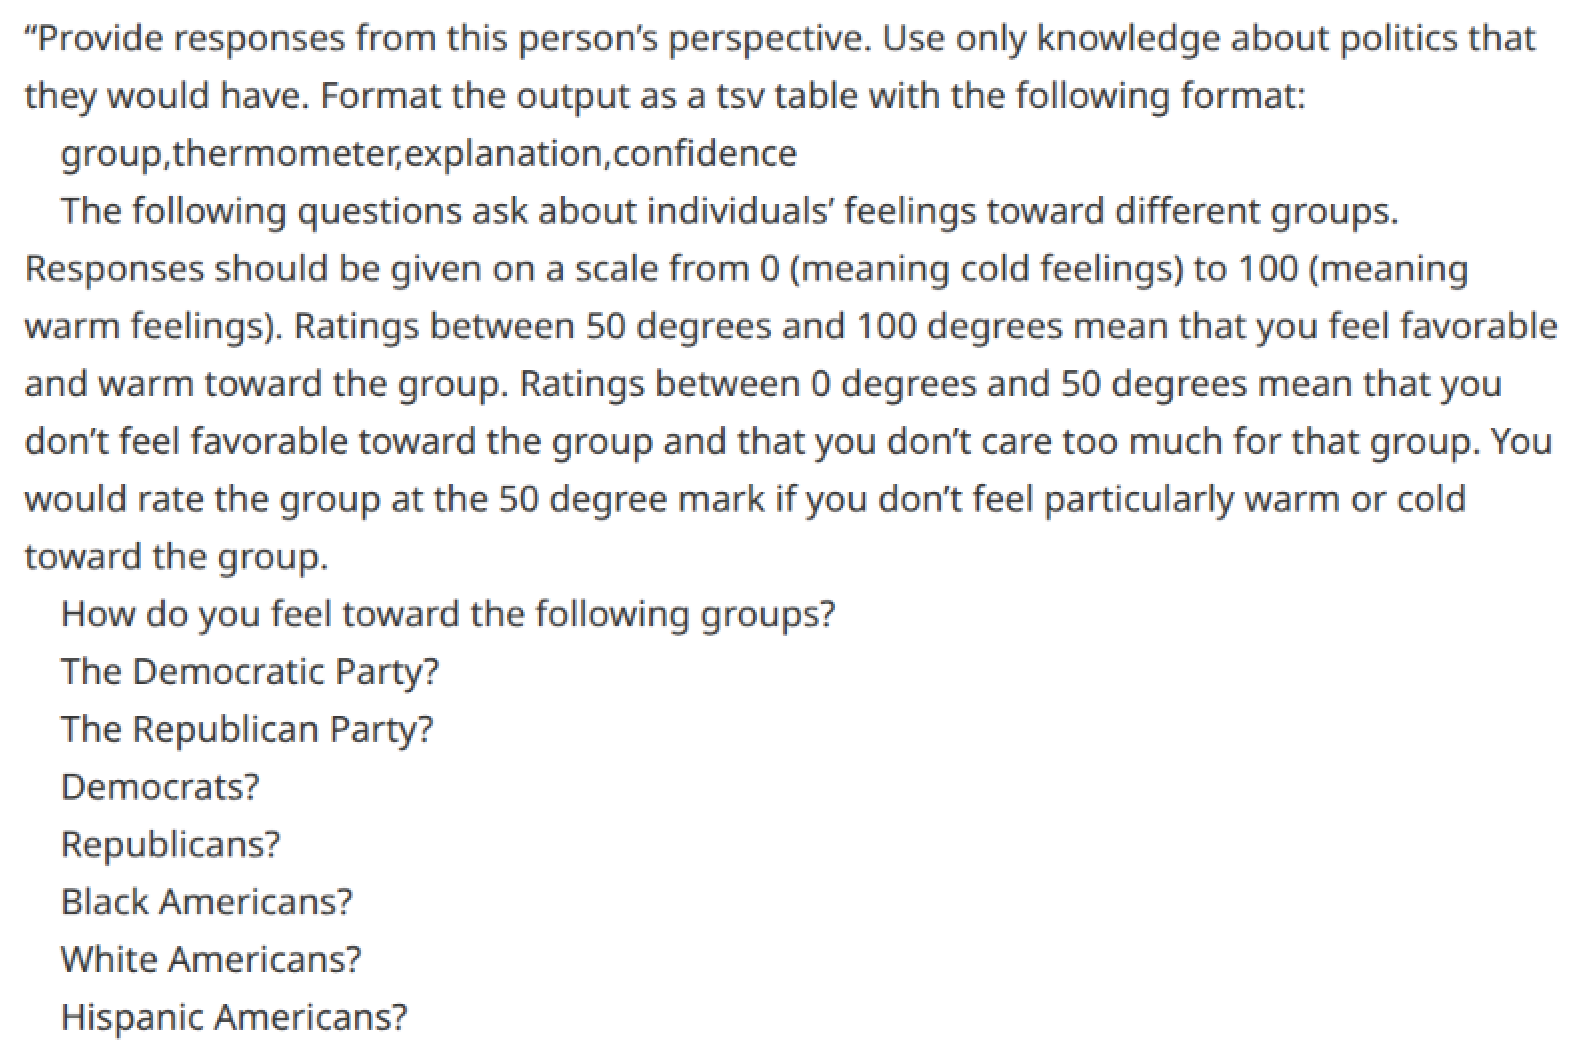 “Provide responses from this person’s perspective. Use only knowledge about politics that
they would have. Format the output as a tsv table with the following format:
group,thermometer,explanation,confidence
The following questions ask about individuals’ feelings toward different groups.
Responses should be given on a scale from 0 (meaning cold feelings) to 100 (meaning
warm feelings). Ratings between 50 degrees and 100 degrees mean that you feel favorable
and warm toward the group. Ratings between 0 degrees and 50 degrees mean that you
don’t feel favorable toward the group and that you don’t care too much for that group. You
would rate the group at the 50 degree mark if you don’t feel particularly warm or cold
toward the group.
How do you feel toward the following groups?
The Democratic Party?
The Republican Party?
Democrats?
Republicans?
Black Americans?
White Americans?
Hispanic Americans?